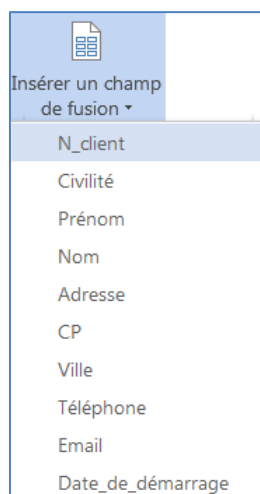 Insérer un champ
de fusion
N_client
Civilité
Prénom
Nom
Adresse
CP
Ville
Téléphone
Email
Date_de_démarrage